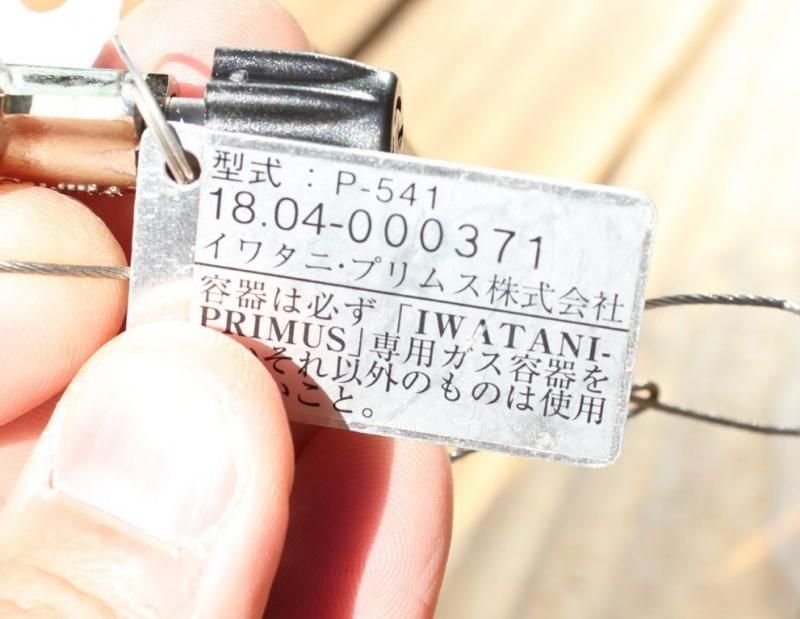 型式 : P-541
18.04-000371
イワタニ・プリムス株式会社
容器は必ず「IWATANI-
PRIMUS」専用ガス容器を
それ以外のものは使用
いこと。